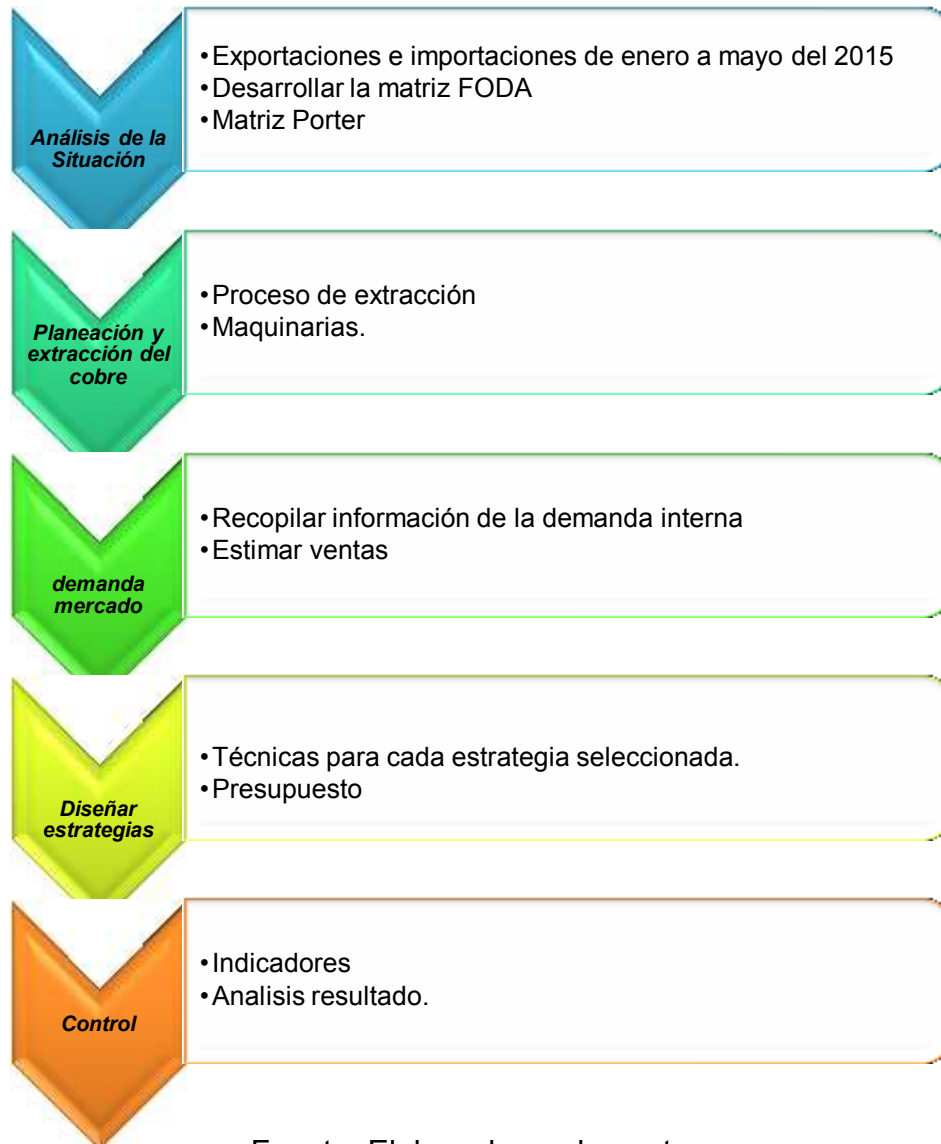 Análisis de la
Situación
•Exportaciones e importaciones de enero a mayo del 2015
•Desarrollar la matriz FODA
•Matriz Porter
Planeación y
extracción del
cobre
•Proceso de extracción
•Maquinarias.
demanda
mercado
•Recopilar información de la demanda interna
•Estimar ventas
Diseñar
estrategias
•Técnicas para cada estrategia seleccionada.
•Presupuesto
Control
•Indicadores
•Analisis resultado.